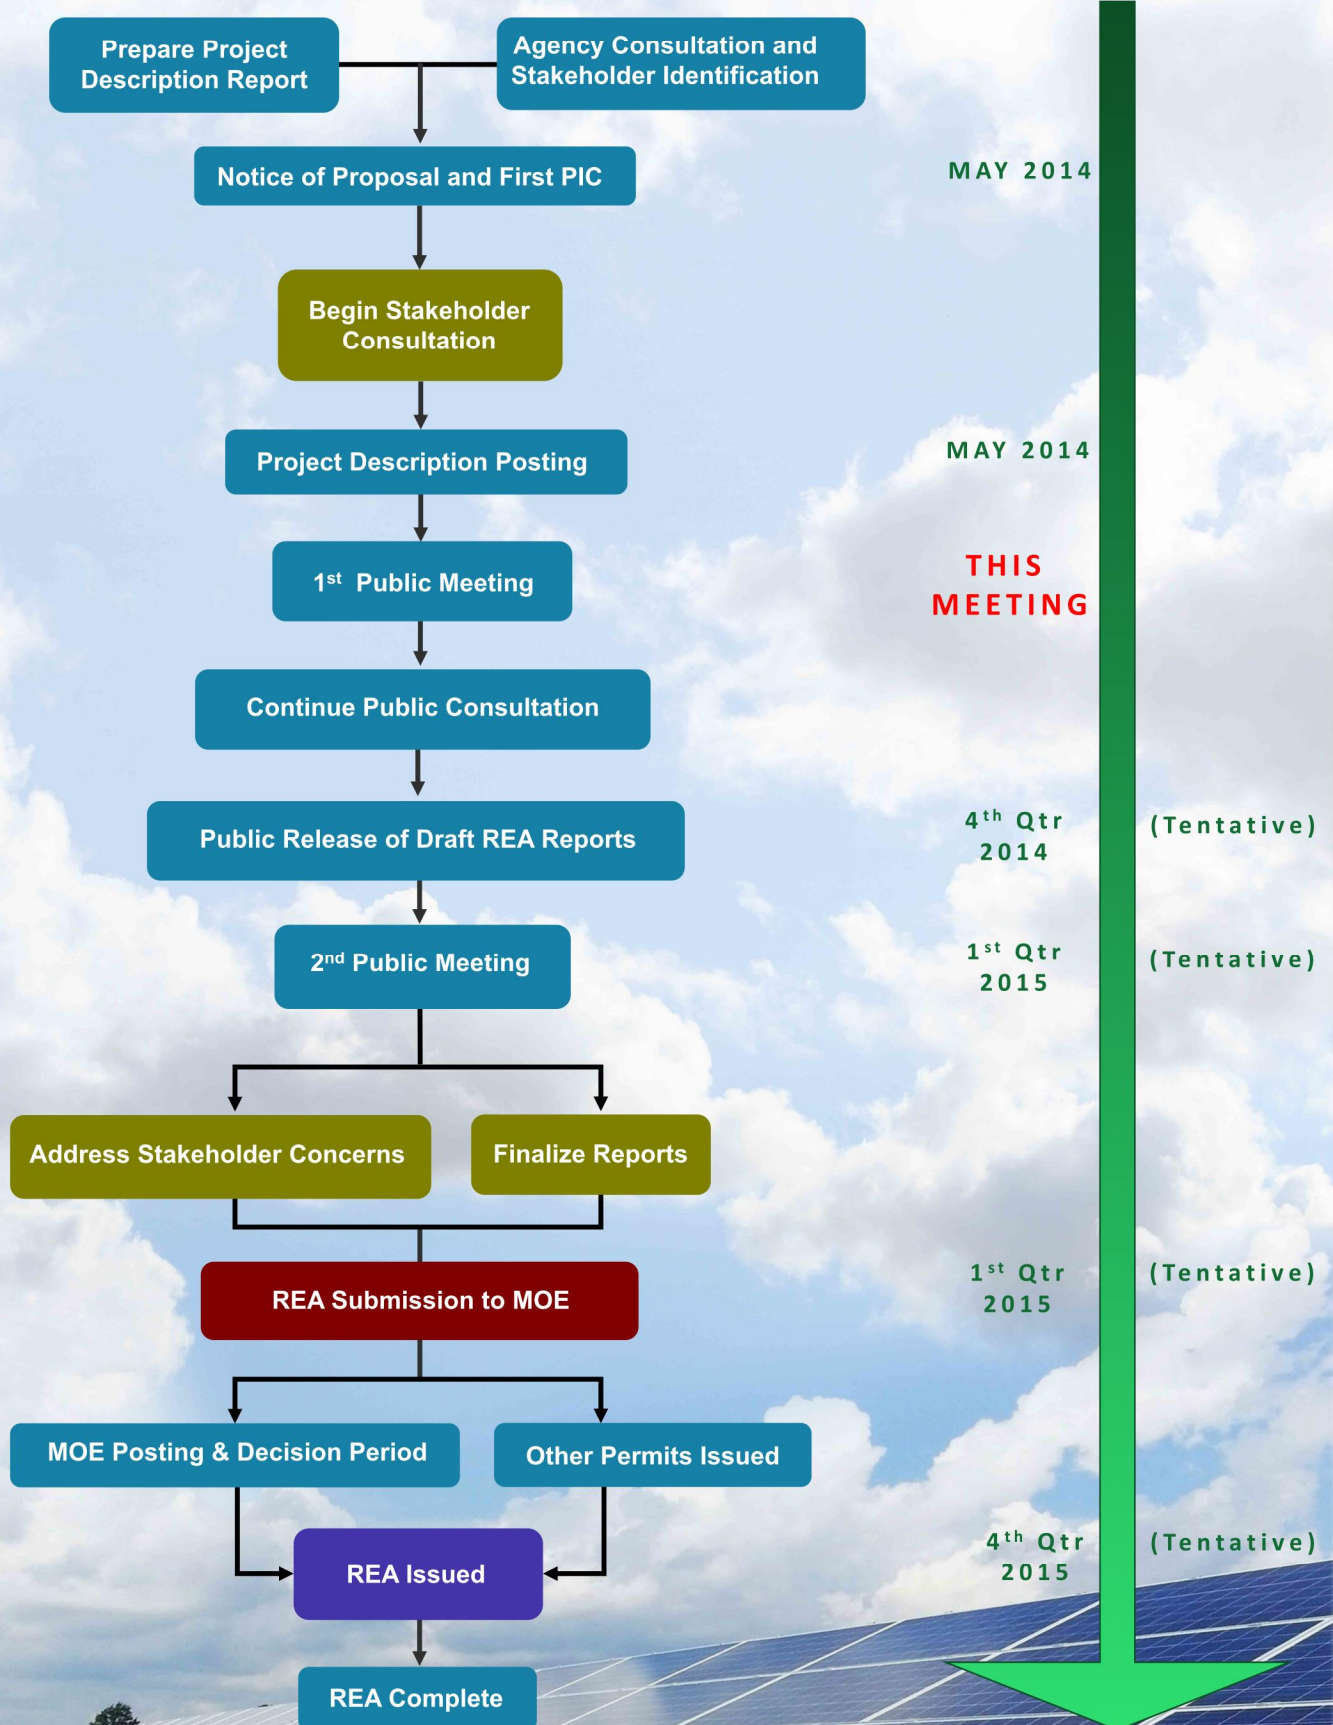 Prepare Project
Description Report
Agency Consultation and
Stakeholder Identification
Notice of Proposal and First PIC
MAY 2014
Begin Stakeholder
Consultation
Project Description Posting
MAY 2014
1st Public Meeting
THIS
MEETING
Continue Public Consultation
Public Release of Draft REA Reports
4th Qtr
2014
(Tentative)
2nd Public Meeting
1st Qtr
2015
(Tentative)
Address Stakeholder Concerns
Finalize Reports
REA Submission to MOE
1st Qtr
2015
(Tentative)
MOE Posting & Decision Period
Other Permits Issued
REA Issued
4th Qtr
2015
(Tentative)
REA Complete